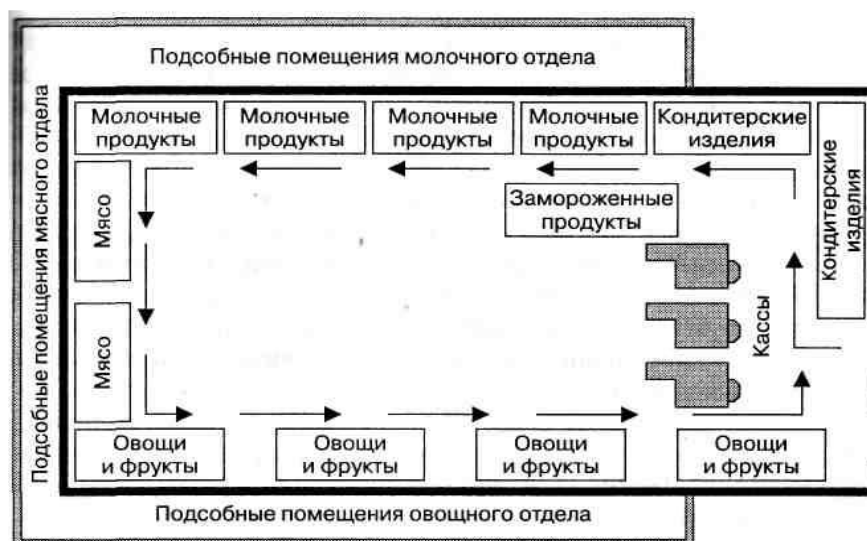 Подсобные помещения молочного отдела
Подсобные помещения мясного отдела
Молочные
продукты
Молочные
продукты
Молочные
продукты
Молочные
продукты
Кондитерские
изделия
Кондитерские
изделия
Замороженные
продукты
Мясо
Мясо
Кассы
Овощи
и фрукты
Овощи
и фрукты
Овощи
и фрукты
Овощи
и фрукты
Подсобные помещения овощного отдела